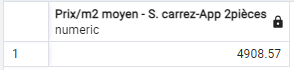 Prix/m2 moyen - S. carrez-App 2pièces
numeric
1 4908.57